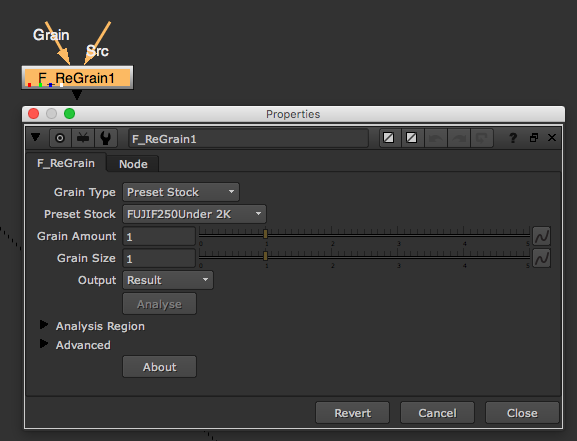 Grain
Src
F_ReGrain1
Properties
F_ReGrain1
?
F_ReGrain Node
Grain Type Preset Stock
Preset Stock FUJIF250Under 2K
Grain Amount 1
0 1 2 3 4 5
Grain Size 1
0 1 2 3 4 5
Output Result
Analyse
Analysis Region
Advanced
About
Revert Cancel Close